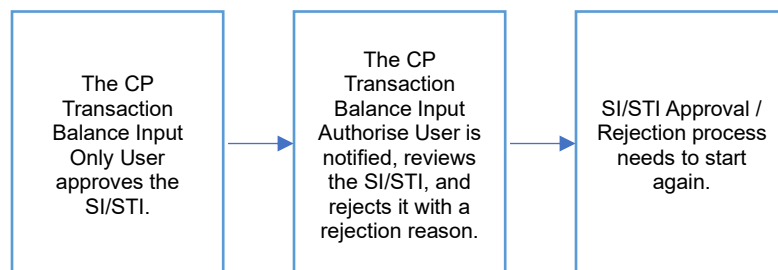 The CP
Transaction
Balance Input
Only User
approves the
SI/STI.
The CP
Transaction
Balance Input
Authorise User is
notified, reviews
the SI/STI, and
rejects it with a
rejection reason.
SI/STI Approval /
Rejection process
needs to start
again.